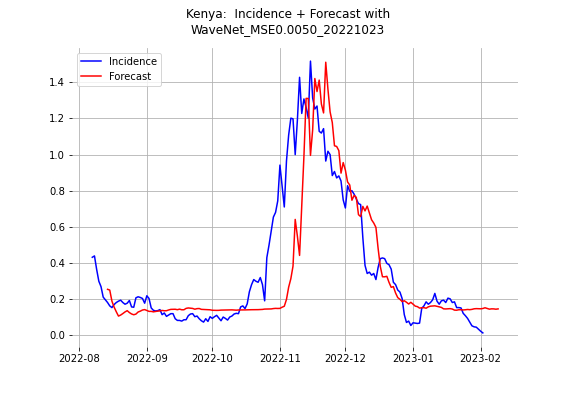 Kenya:  Incidence + Forecast with
WaveNet_MSE0.0050_20221023
Incidence
Forecast
1.4
1.2
1.0
0.8
0.6
0.4
0.2
0.0
2022-08 2022-09 2022-10 2022-11 2022-12 2023-01 2023-02